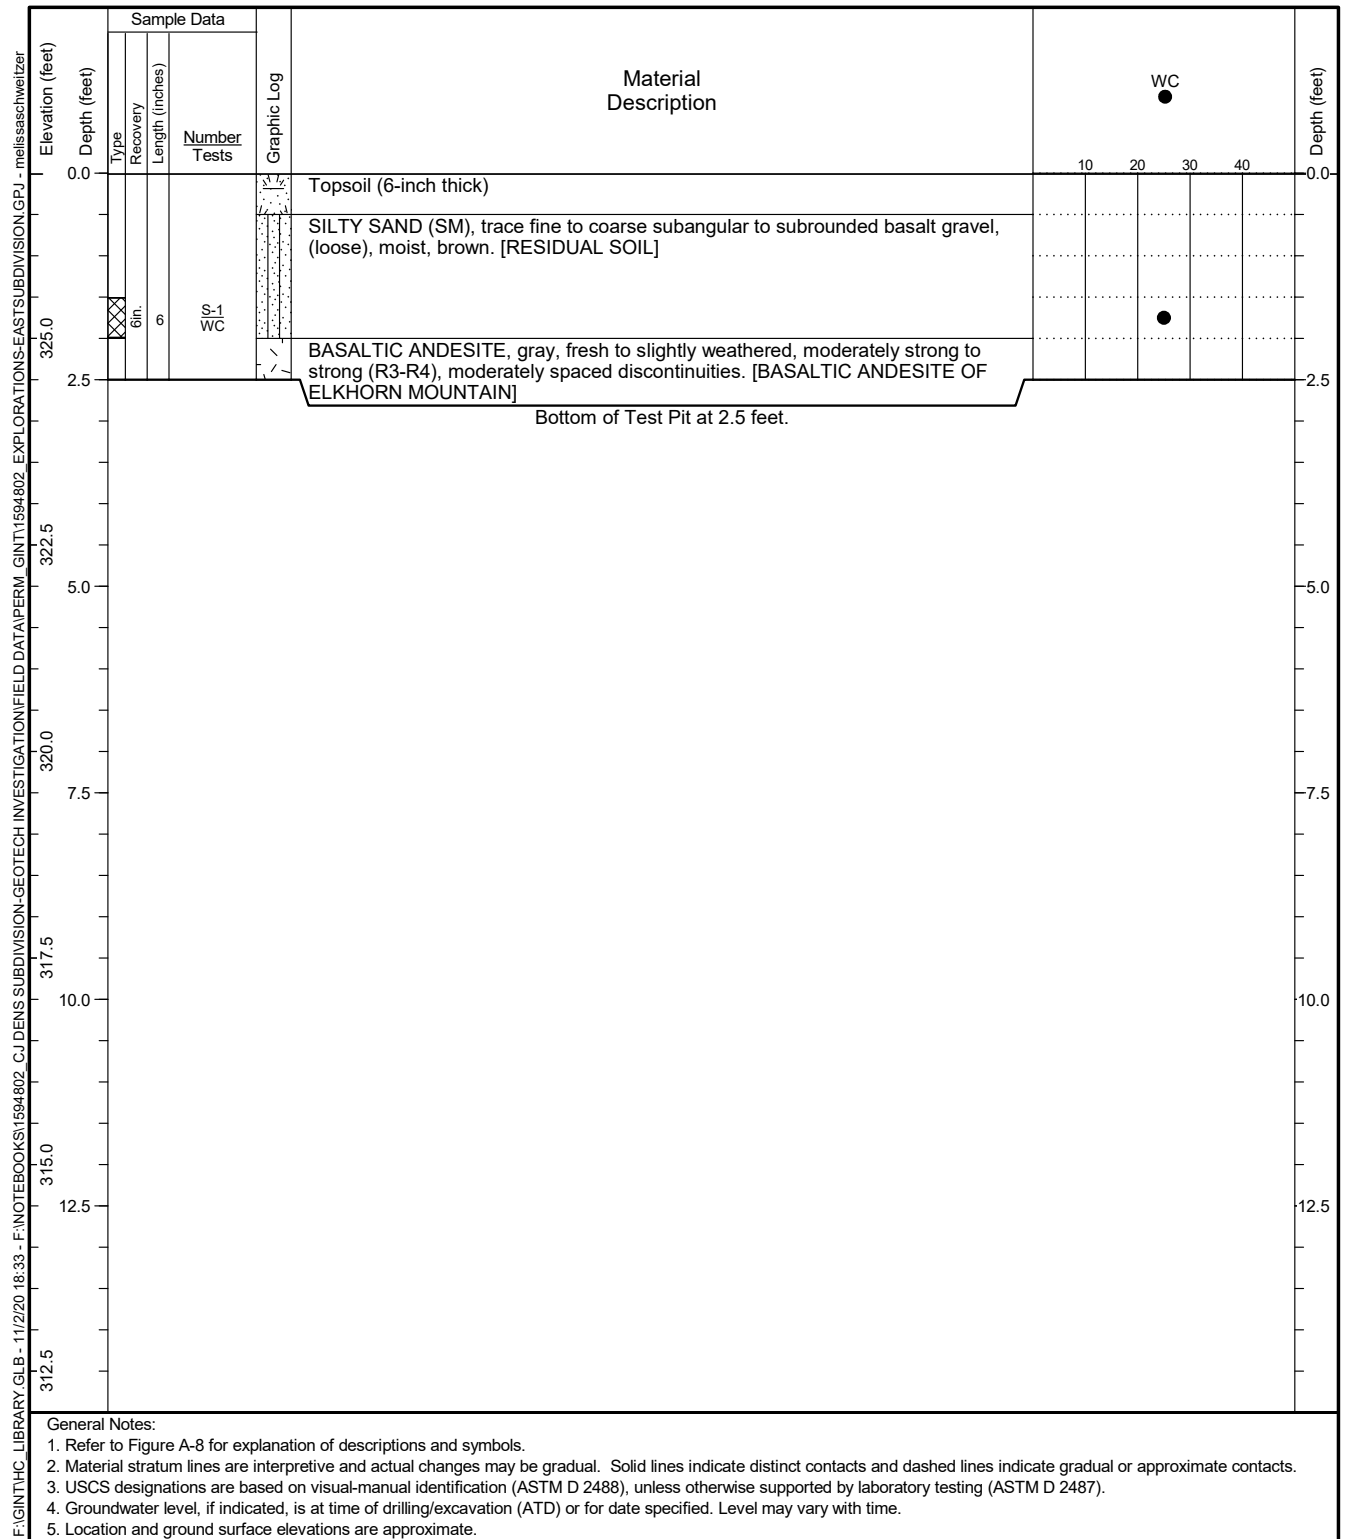 Sample Data
Elevation (feet)
Depth (feet)
Type
Recovery
Length (inches)
Number
Tests
Graphic Log
Material
Description
WC
Depth (feet)
10 20 30 40
0.0 0.0
Topsoil (6-inch thick)
SILTY SAND (SM), trace fine to coarse subangular to subrounded basalt gravel,
(loose), moist, brown. [RESIDUAL SOIL]
6in. 6 S-1
WC
325.0
BASALTIC ANDESITE, gray, fresh to slightly weathered, moderately strong to
strong (R3-R4), moderately spaced discontinuities. [BASALTIC ANDESITE OF
ELKHORN MOUNTAIN]
2.5 2.5
Bottom of Test Pit at 2.5 feet.
322.5
5.0 5.0
320.0
7.5 7.5
317.5
10.0 10.0
315.0
12.5 12.5
312.5
General Notes:
1. Refer to Figure A-8 for explanation of descriptions and symbols.
2. Material stratum lines are interpretive and actual changes may be gradual. Solid lines indicate distinct contacts and dashed lines indicate gradual or approximate contacts.
3. USCS designations are based on visual-manual identification (ASTM D 2488), unless otherwise supported by laboratory testing (ASTM D 2487).
4. Groundwater level, if indicated, is at time of drilling/excavation (ATD) or for date specified. Level may vary with time.
5. Location and ground surface elevations are approximate.
F:\GINT\HC_LIBRARY.GLB - 11/2/20 18:33 - F:\NOTEBOOKS\1594802_CJ DENS SUBDIVISION-GEOTECH INVESTIGATION\FIELD DATA\PERM_GINT\1594802_EXPLORATIONS-EASTSUBDIVISION.GPJ - melissaschweitzer